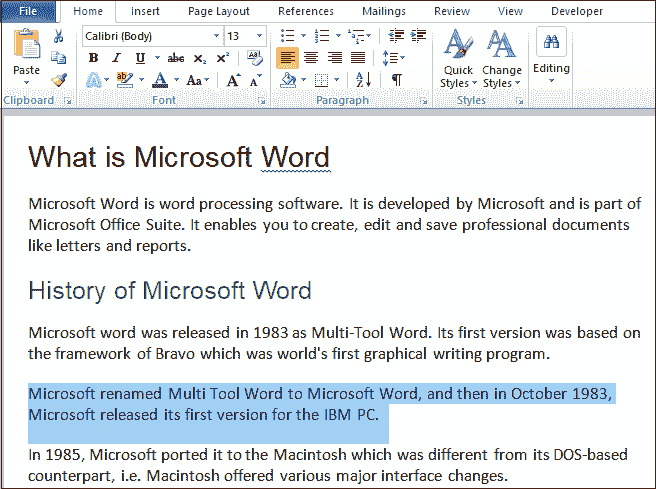 File Home Insert Page Layout References Mailings Review View Developer
Calibri (Body) 13
Paste
B I U abc x₂ x² Aa A A
Quick Styles Change Styles Editing
Clipboard Font Paragraph Styles
What is Microsoft Word
Microsoft Word is word processing software. It is developed by Microsoft and is part of
Microsoft Office Suite. It enables you to create, edit and save professional documents
like letters and reports.
History of Microsoft Word
Microsoft word was released in 1983 as Multi-Tool Word. Its first version was based on
the framework of Bravo which was world's first graphical writing program.
Microsoft renamed Multi Tool Word to Microsoft Word, and then in October 1983,
Microsoft released its first version for the IBM PC.
In 1985, Microsoft ported it to the Macintosh which was different from its DOS-based
counterpart, i.e. Macintosh offered various major interface changes.